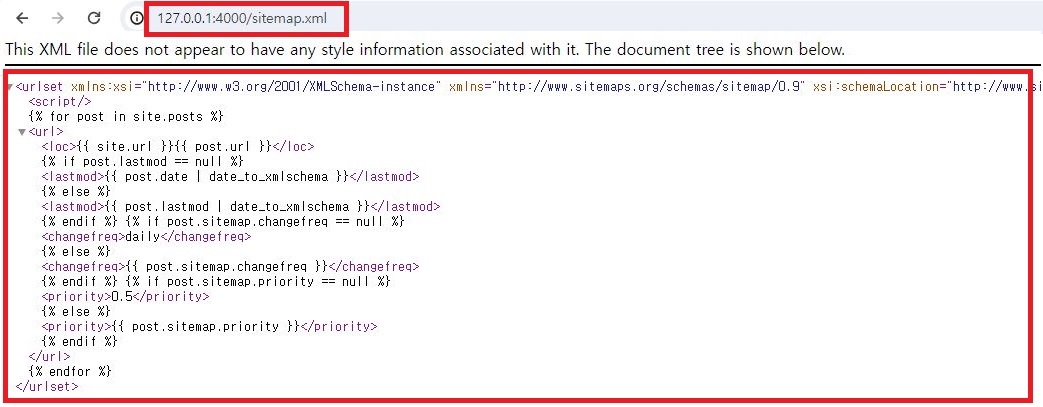 127.0.0.1:4000/sitemap.xml
This XML file does not appear to have any style information associated with it. The document tree is shown below.
<urlset xmlns:xsi="http://www.w3.org/2001/XMLSchema-instance" xmlns="http://www.sitemaps.org/schemas/sitemap/0.9" xsi:schemaLocation="http://www.si
<script/>
{% for post in site.posts %}
<url>
<loc>{{ site.url }}{{ post.url }}</loc>
{% if post.lastmod == null %}
<lastmod>{{ post.date | date_to_xmlschema }}</lastmod>
{% else %}
<lastmod>{{ post.lastmod | date_to_xmlschema }}</lastmod>
{% endif %} {% if post.sitemap.changefreq == null %}
<changefreq>daily</changefreq>
{% else %}
<changefreq>{{ post.sitemap.changefreq }}</changefreq>
{% endif %} {% if post.sitemap.priority == null %}
<priority>0.5</priority>
{% else %}
<priority>{{ post.sitemap.priority }}</priority>
{% endif %}
</url>
{% endfor %}
</urlset>